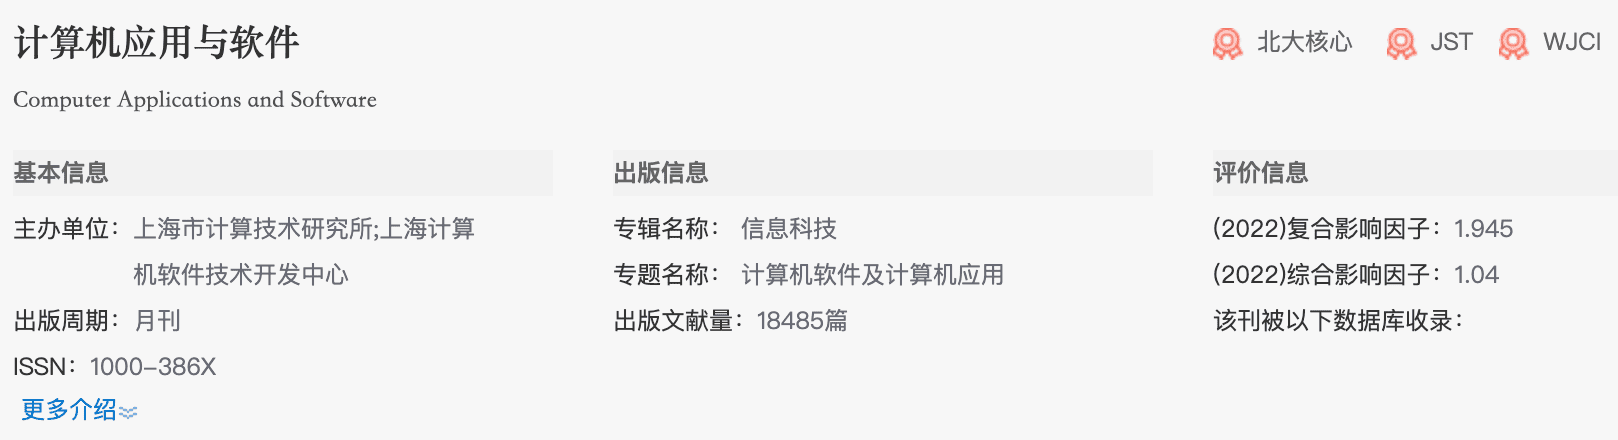 计算机应用与软件
北大核心 JST WJCI
Computer Applications and Software
基本信息
主办单位：上海市计算技术研究所;上海计算
机软件技术开发中心
出版周期：月刊
ISSN：1000-386X
更多介绍
出版信息
专辑名称：信息科技
专题名称：计算机软件及计算机应用
出版文献量：18485篇
评价信息
(2022)复合影响因子：1.945
(2022)综合影响因子：1.04
该刊被以下数据库收录：